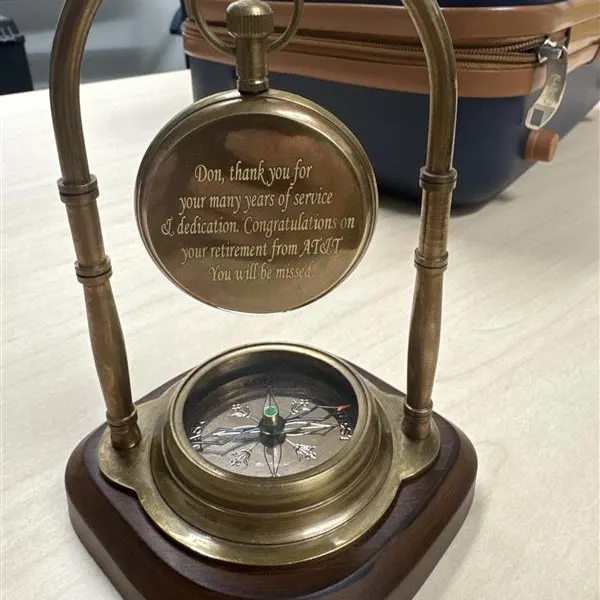 Don, thank you for
your many years of service
& dedication. Congratulations on
your retirement from AT&T.
You will be missed.